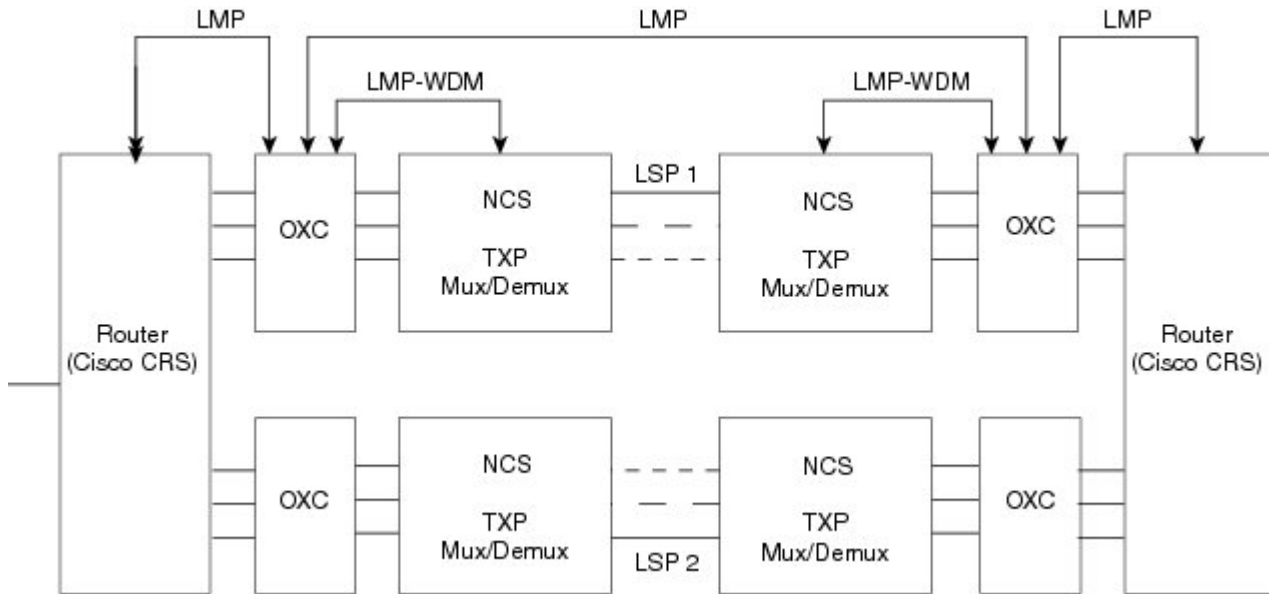 LMP
LMP
LMP
LMP-WDM
LMP-WDM
LSP 1
NCS
NCS
OXC
OXC
TXP
Mux/Demux
TXP
Mux/Demux
Router
(Cisco CRS)
Router
(Cisco CRS)
NCS
NCS
OXC
OXC
TXP
Mux/Demux
TXP
Mux/Demux
LSP 2